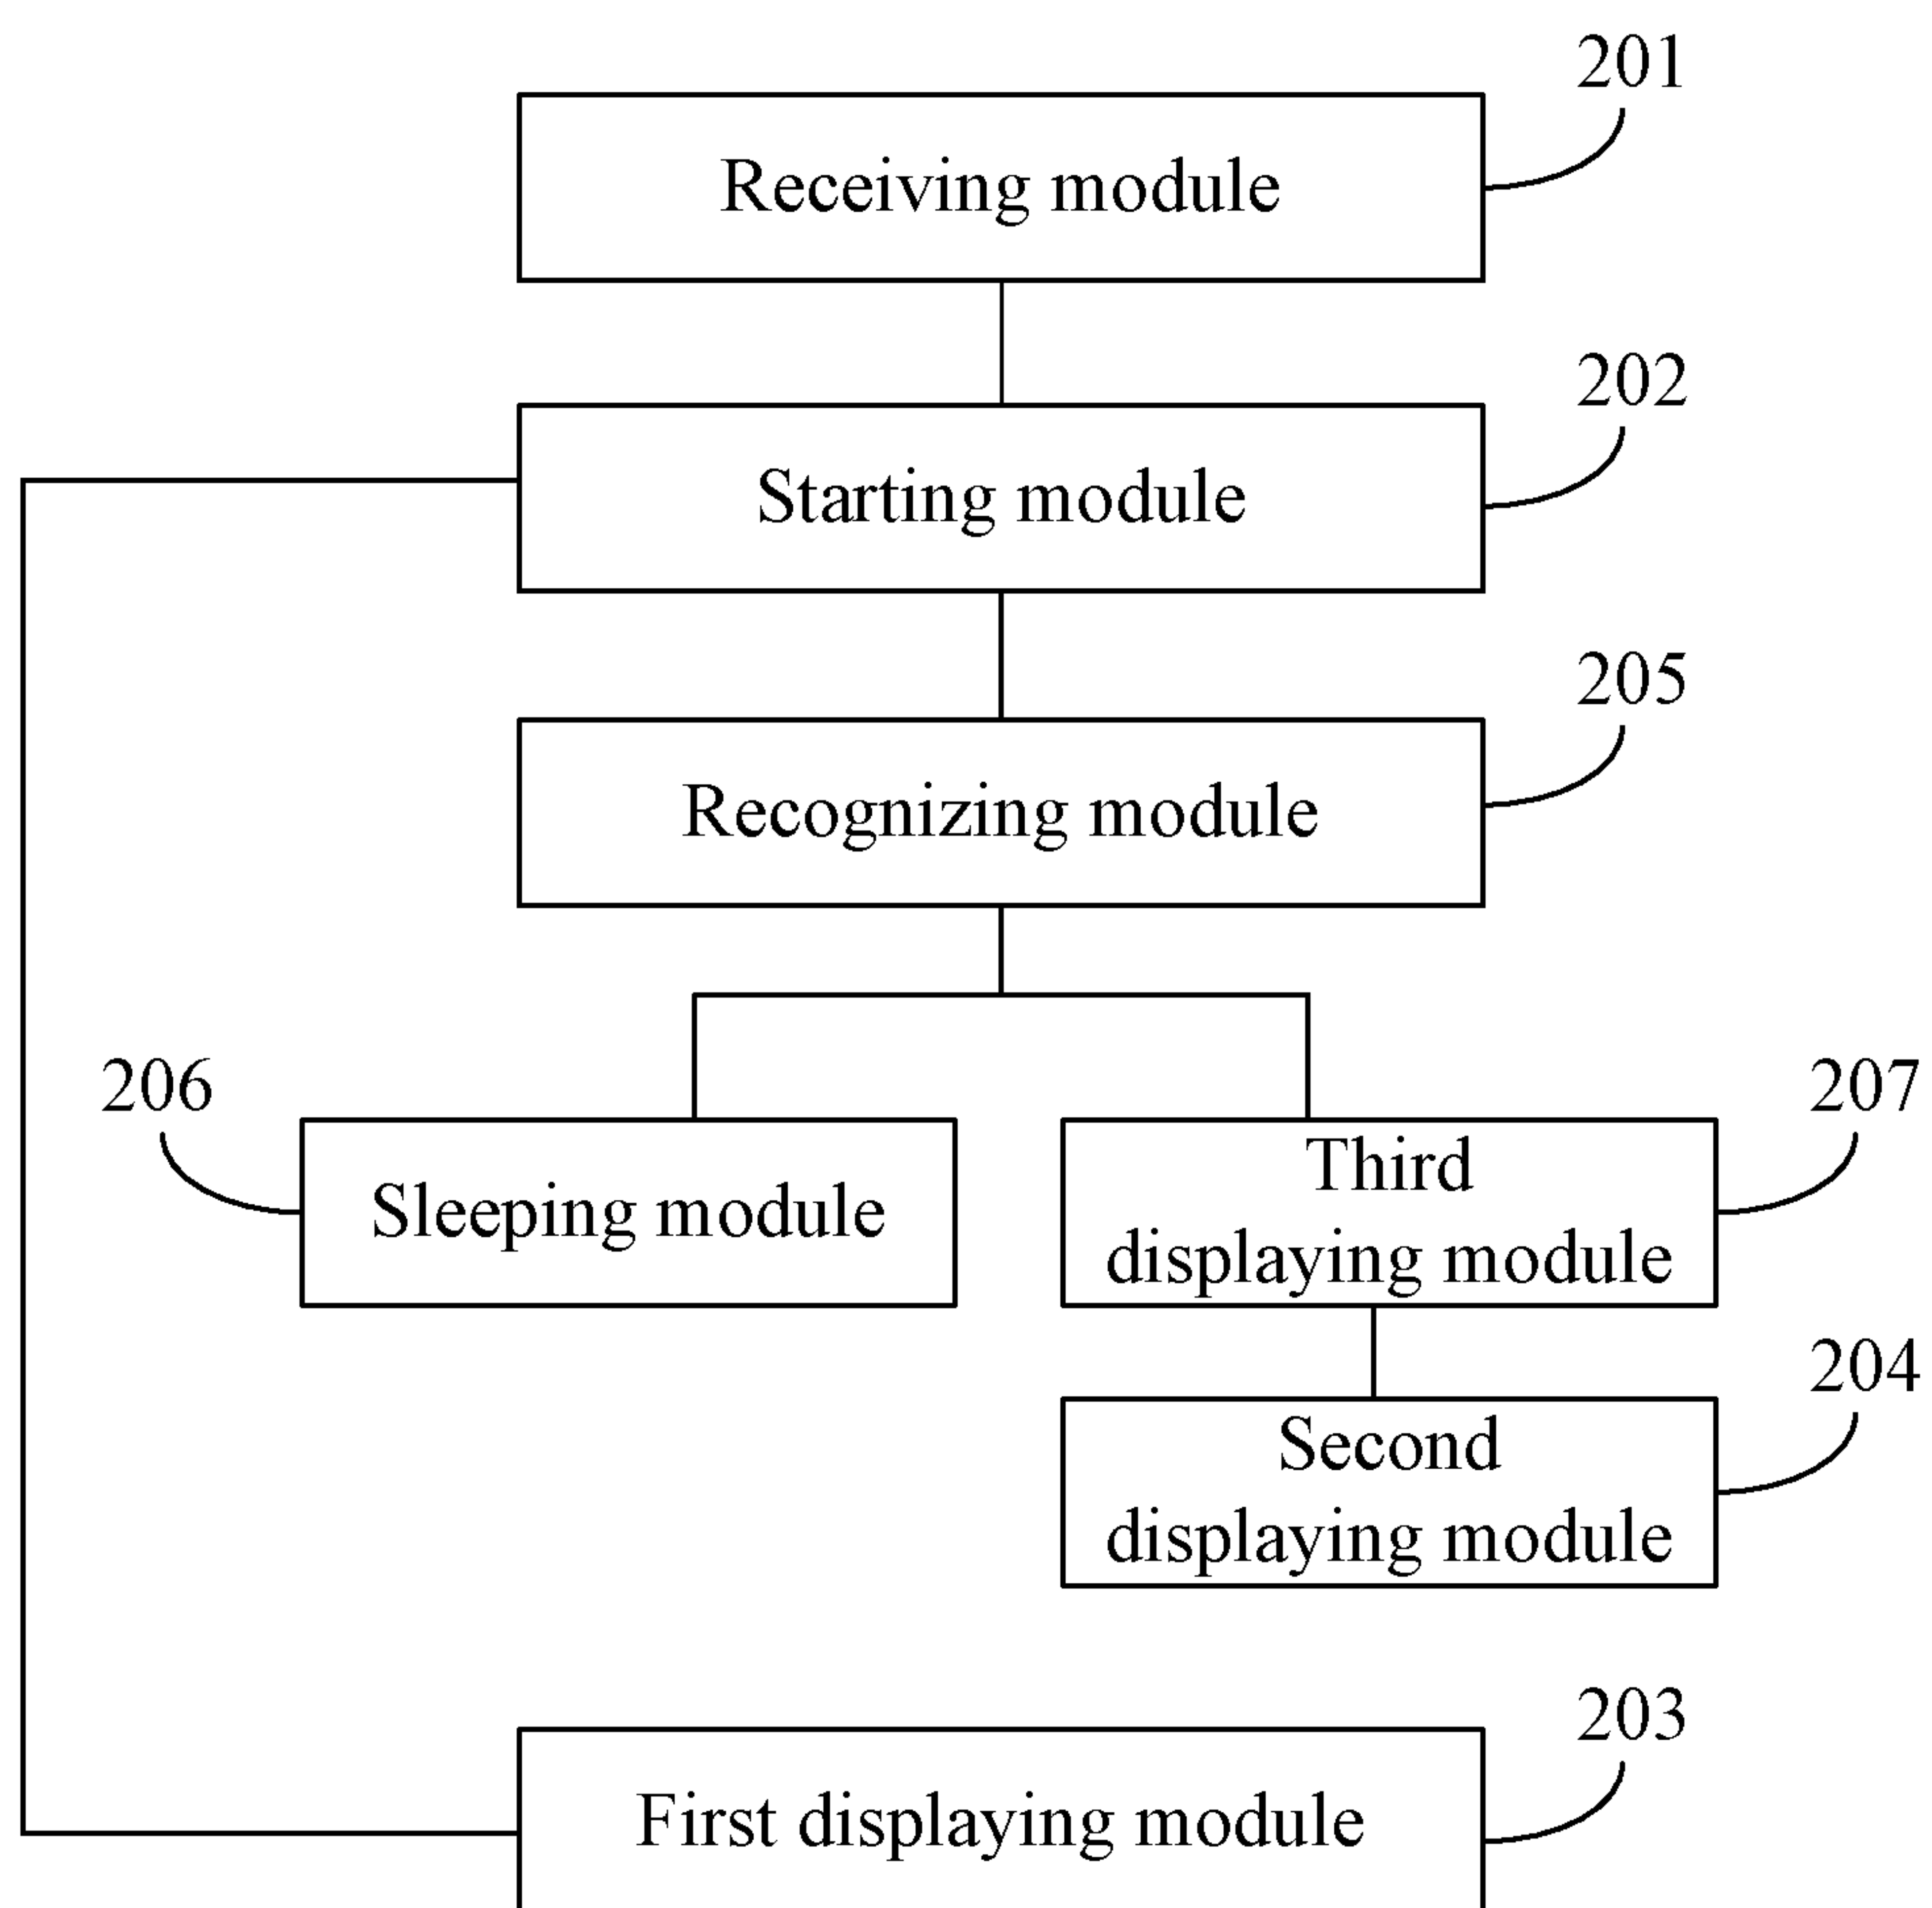 201
Receiving module
202
Starting module
205
Recognizing module
206
207
Sleeping module
Third
displaying module
204
Second
displaying module
203
First displaying module